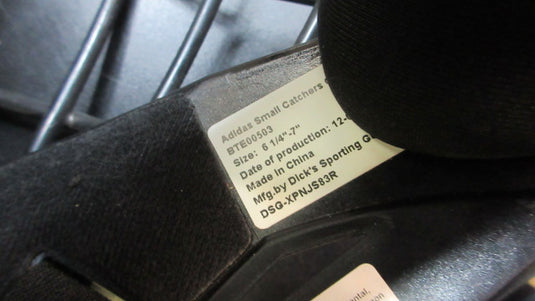 Adidas Small Catchers
BTE00503
Size: 6 1/4"-7"
Date of production: 12-
Made in China
Mfg.by Dick's Sporting G
DSG-XPNJS83R